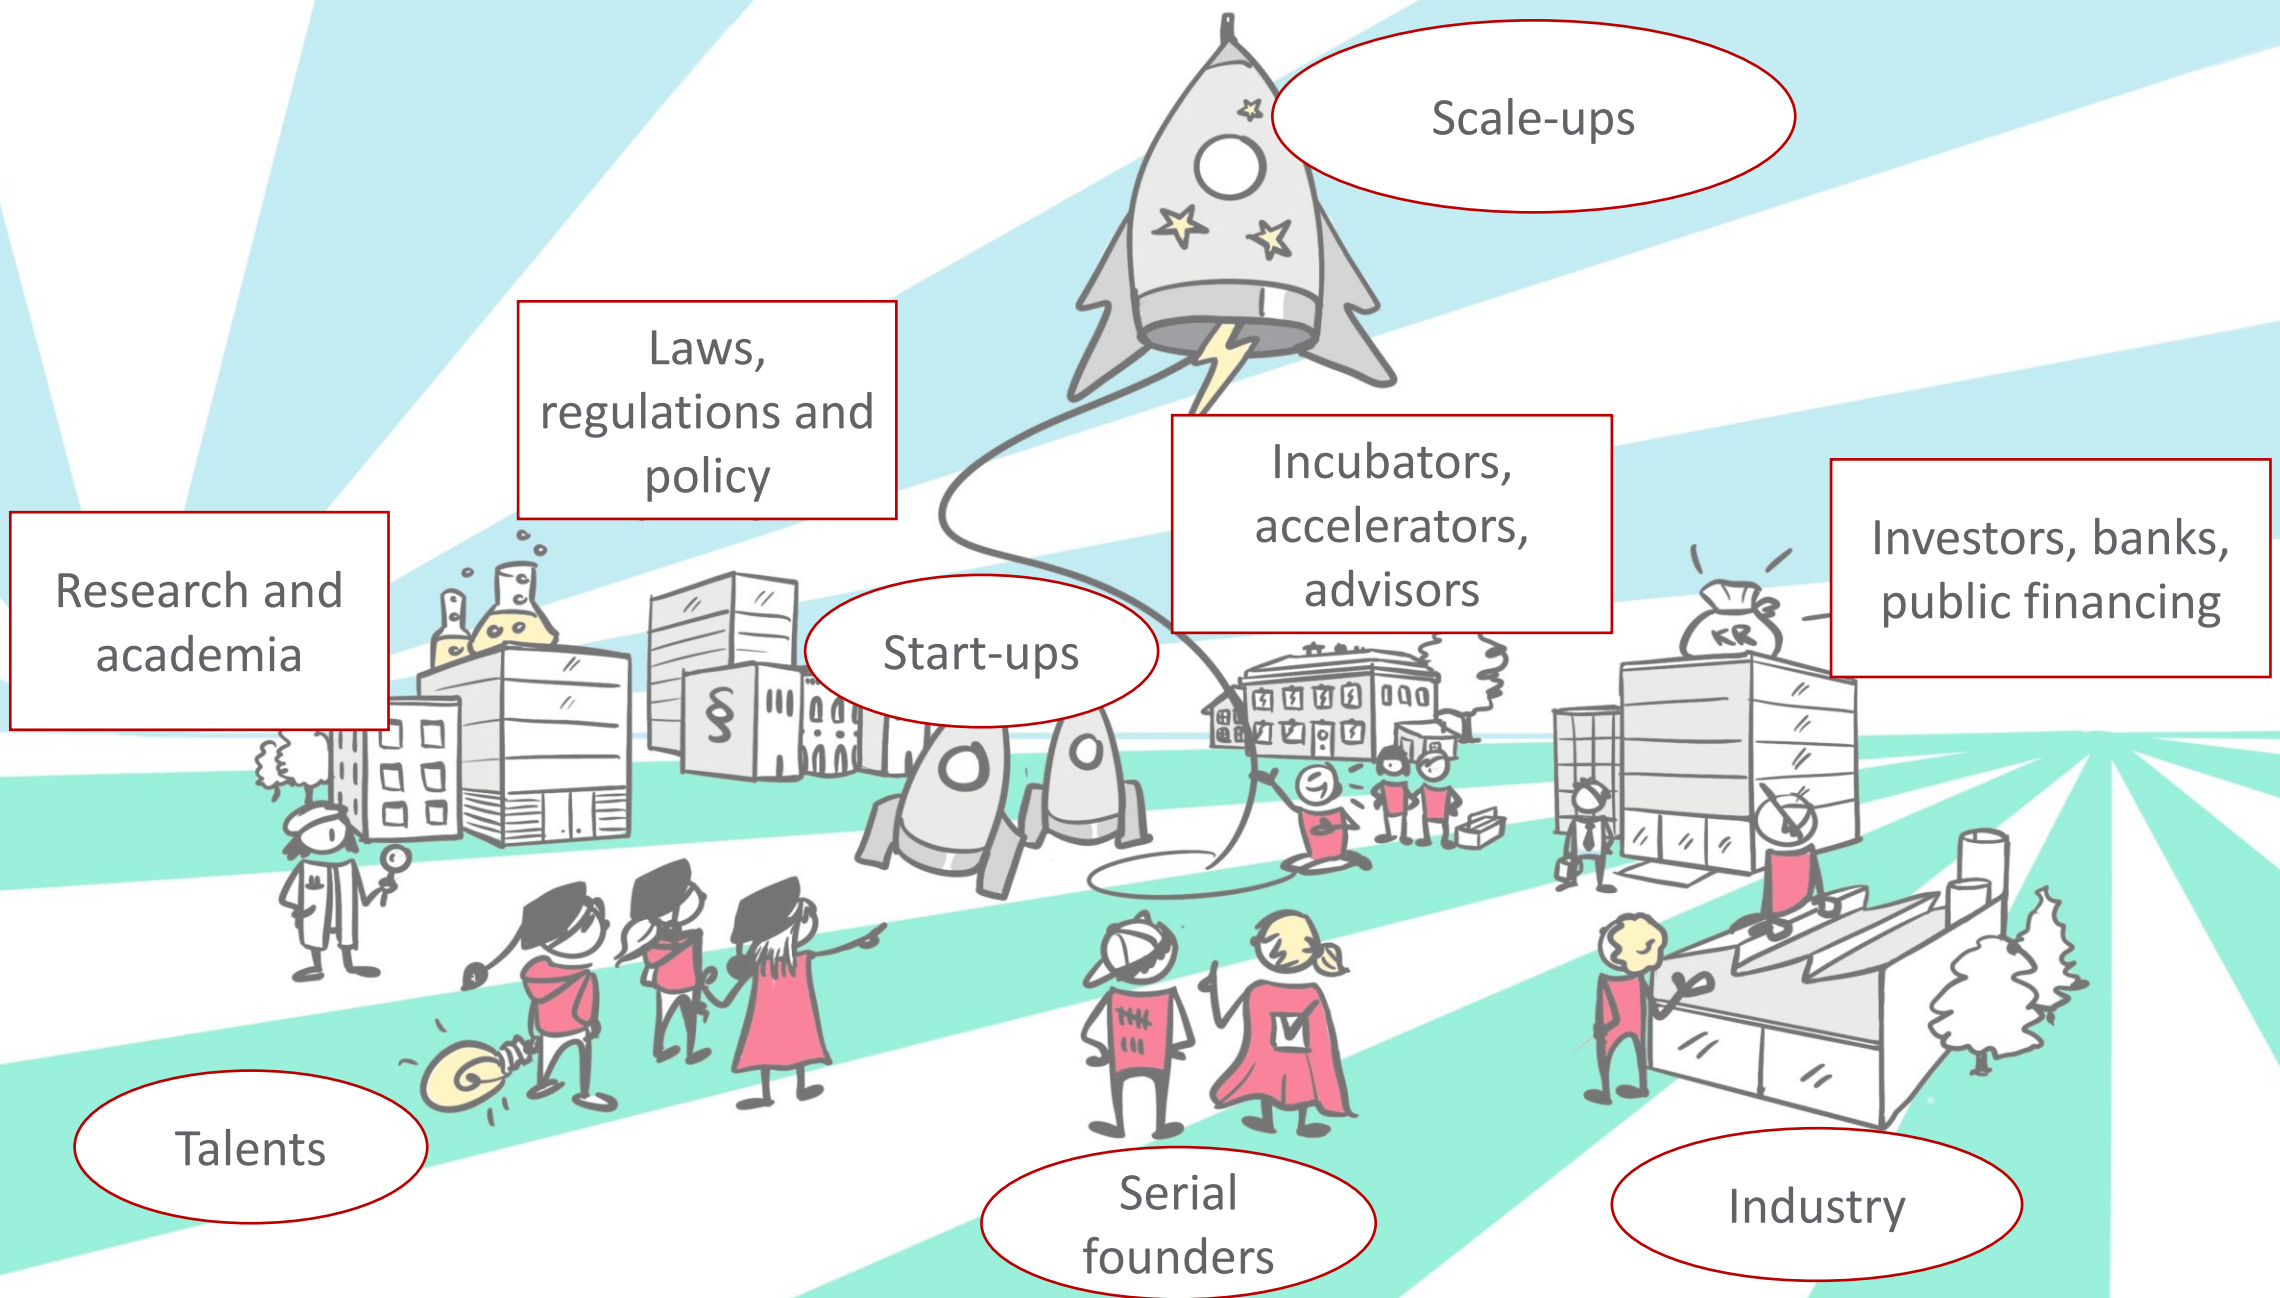 Scale-ups
Laws,
regulations and
policy
Incubators,
accelerators,
advisors
Investors, banks,
public financing
Research and
academia
Start-ups
KR
§
Talents
Serial
founders
Industry